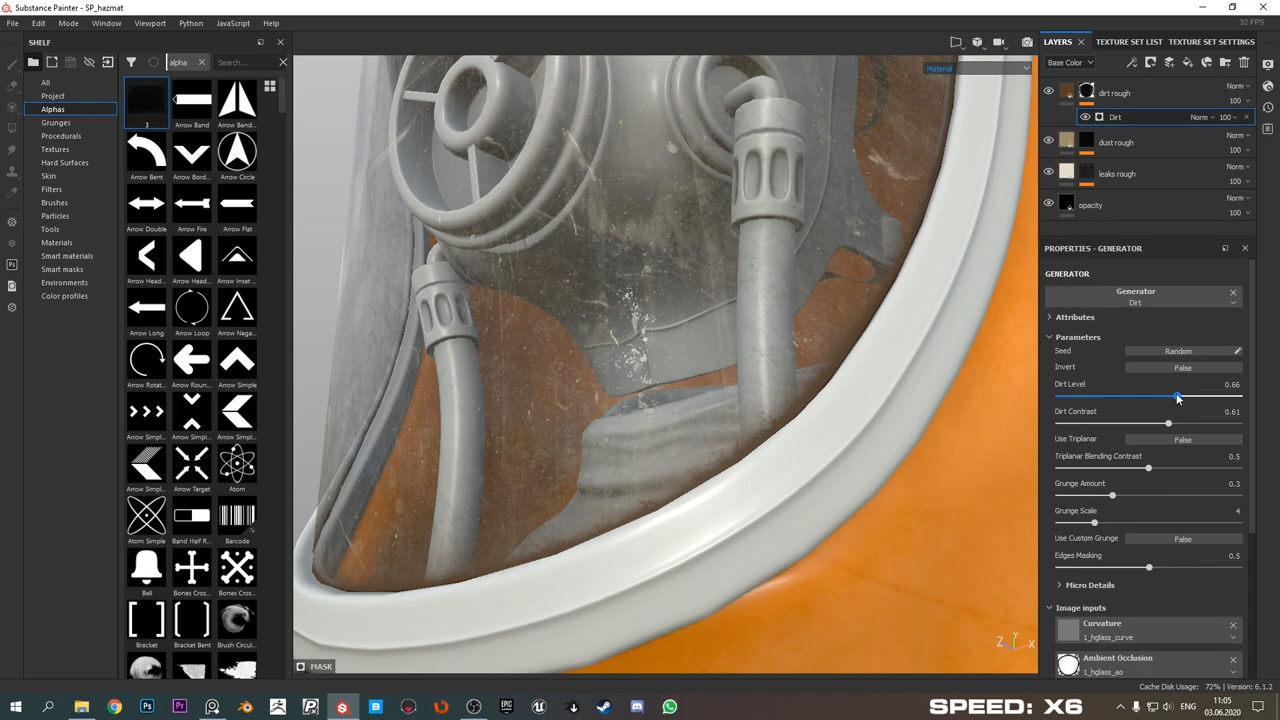 Substance Painter - SP_hazmat
File Edit Mode Window Viewport Python JavaScript Help
32 FPS
SHELF
alpha
Search...
All
Project
Alphas
Grunges
Procedurals
Textures
Hard Surfaces
Skin
Filters
Brushes
Particles
Tools
Materials
Smart materials
Smart masks
Environments
Color profiles
3 Arrow Band Arrow Bend...
Arrow Bent Arrow Bord... Arrow Circle
Arrow Double Arrow Fire Arrow Flat
Arrow Head... Arrow Head... Arrow Inset ...
Arrow Long Arrow Loop Arrow Nega...
Arrow Rotat... Arrow Roun... Arrow Simple
Arrow Simpl... Arrow Simpl... Arrow Simpl...
Arrow Simpl... Arrow Target Atom
Atom Simple Band Half R... Barcode
Bell Bones Cros... Bones Cros...
Bracket Bracket Bent Brush Circul...
Material
MASK
Z Y X
LAYERS TEXTURE SET LIST TEXTURE SET SETTINGS
Base Color
dirt rough Norm 100
Dirt Norm 100
dust rough Norm 100
leaks rough Norm 100
opacity Norm 100
PROPERTIES - GENERATOR
GENERATOR
Generator
Dirt
Attributes
Parameters
Seed Random
Invert False
Dirt Level 0.66
Dirt Contrast 0.61
Use Triplanar False
Triplanar Blending Contrast 0.5
Grunge Amount 0.3
Grunge Scale 4
Use Custom Grunge False
Edges Masking 0.5
Micro Details
Image inputs
Curvature
1_hglass_curve
Ambient Occlusion
1_hglass_ao
Cache Disk Usage: 72% | Version: 6.1.2
SPEED: X6
ENG
11:05
03.06.2020